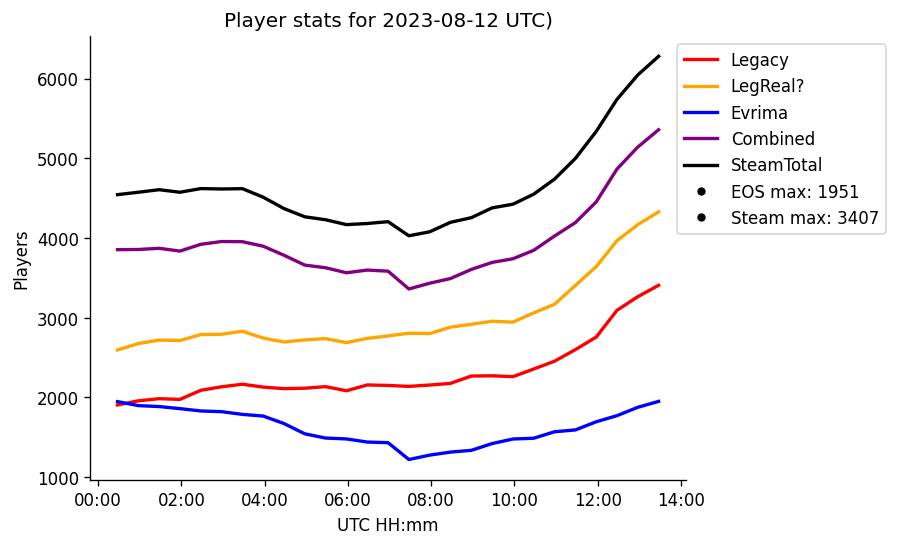 Player stats for 2023-08-12 UTC)
Legacy
LegReal?
Evrima
Combined
SteamTotal
EOS max: 1951
Steam max: 3407
6000
5000
4000
3000
2000
1000
Players
00:00 02:00 04:00 06:00 08:00 10:00 12:00 14:00
UTC HH:mm